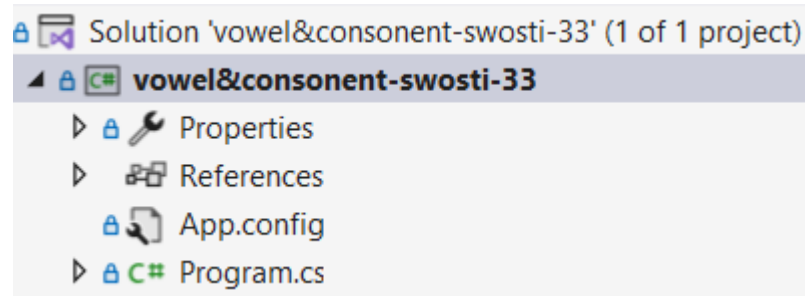 Solution 'vowel&consonent-swosti-33' (1 of 1 project)
C# vowel&consonent-swosti-33
Properties
References
App.config
C# Program.cs